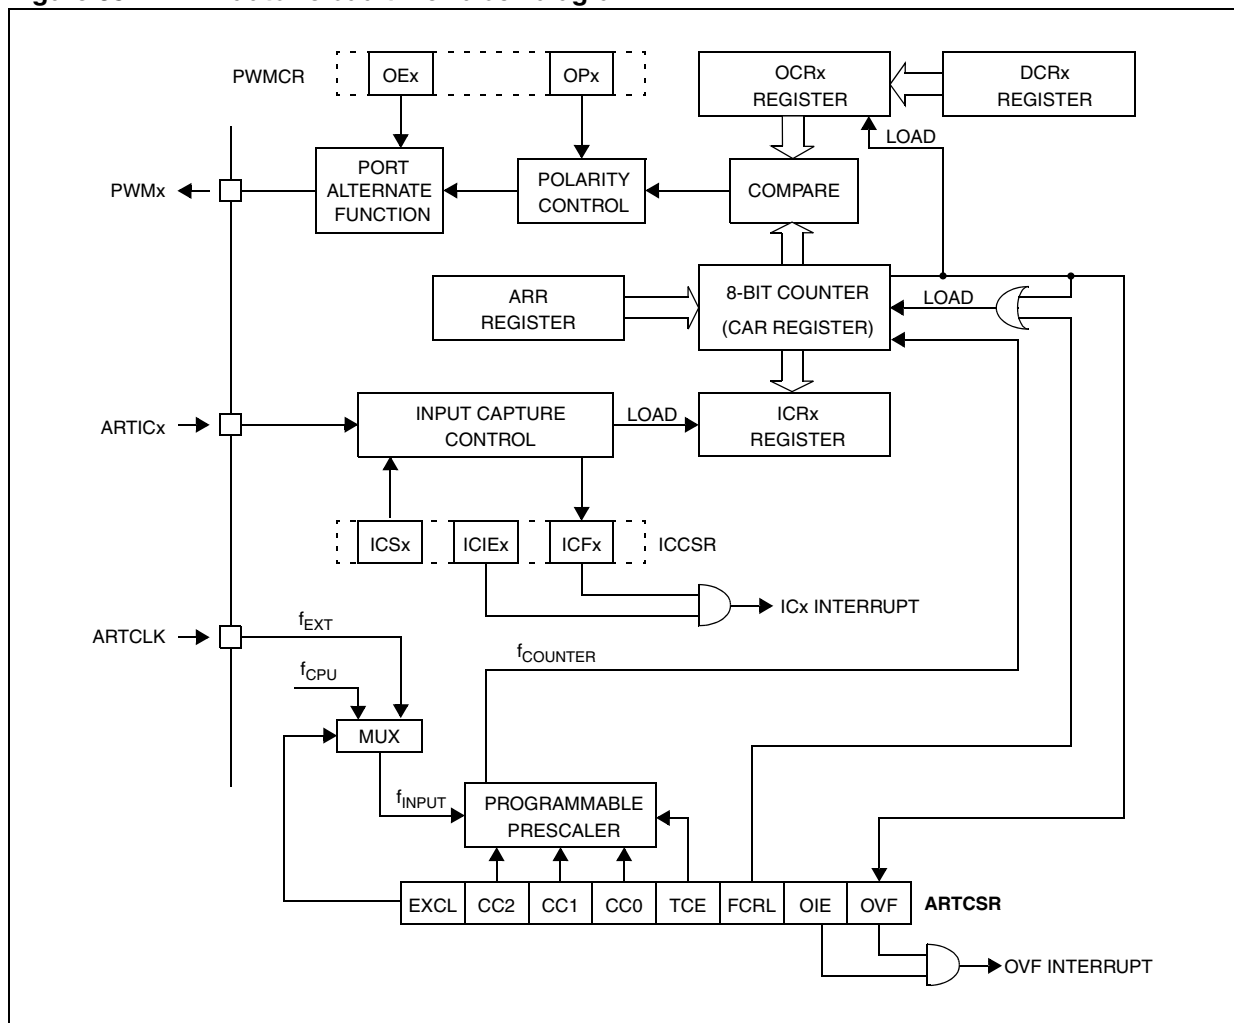 PWMCR
OEx
OPx
OCRx
REGISTER
DCRx
REGISTER
LOAD
PWMx
PORT
ALTERNATE
FUNCTION
POLARITY
CONTROL
COMPARE
ARR
REGISTER
8-BIT COUNTER
(CAR REGISTER)
LOAD
ARTICx
INPUT CAPTURE
CONTROL
LOAD
ICRx
REGISTER
ICSx
ICIEx
ICFx
ICCSR
ICx INTERRUPT
ARTCLK
fEXT
fCPU
fCOUNTER
MUX
fINPUT
PROGRAMMABLE
PRESCALER
EXCL CC2 CC1 CC0 TCE FCRL OIE OVF ARTCSR
OVF INTERRUPT